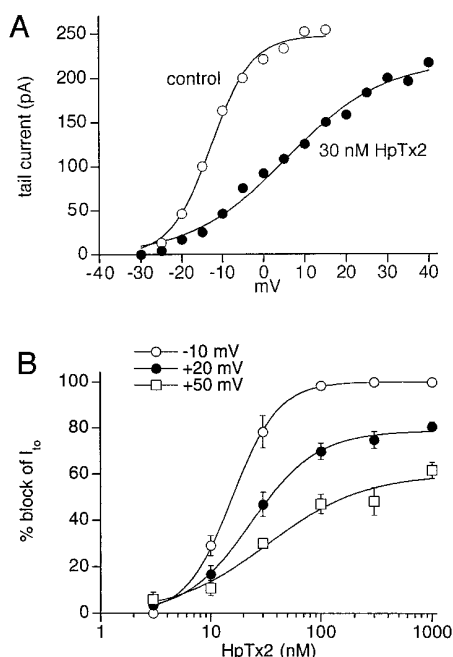 A
250
200
150
100
50
0
tail current (pA)
control
30 nM HpTx2
-40 -30 -20 -10 0 10 20 30 40
mV
B
-10 mV
+20 mV
+50 mV
100
80
60
40
20
0
% block of Ito
1 10 100 1000
HpTx2 (nM)